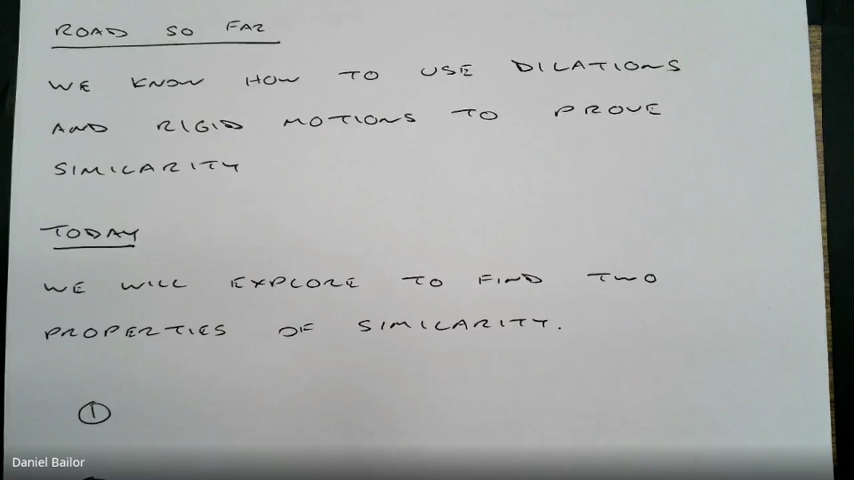 ROAD SO FAR
WE KNOW HOW TO USE DILATIONS
AND RIGID MOTIONS TO PROVE
SIMILARITY
TODAY
WE WILL EXPLORE TO FIND TWO
PROPERTIES OF SIMILARITY.
①
Daniel Bailor